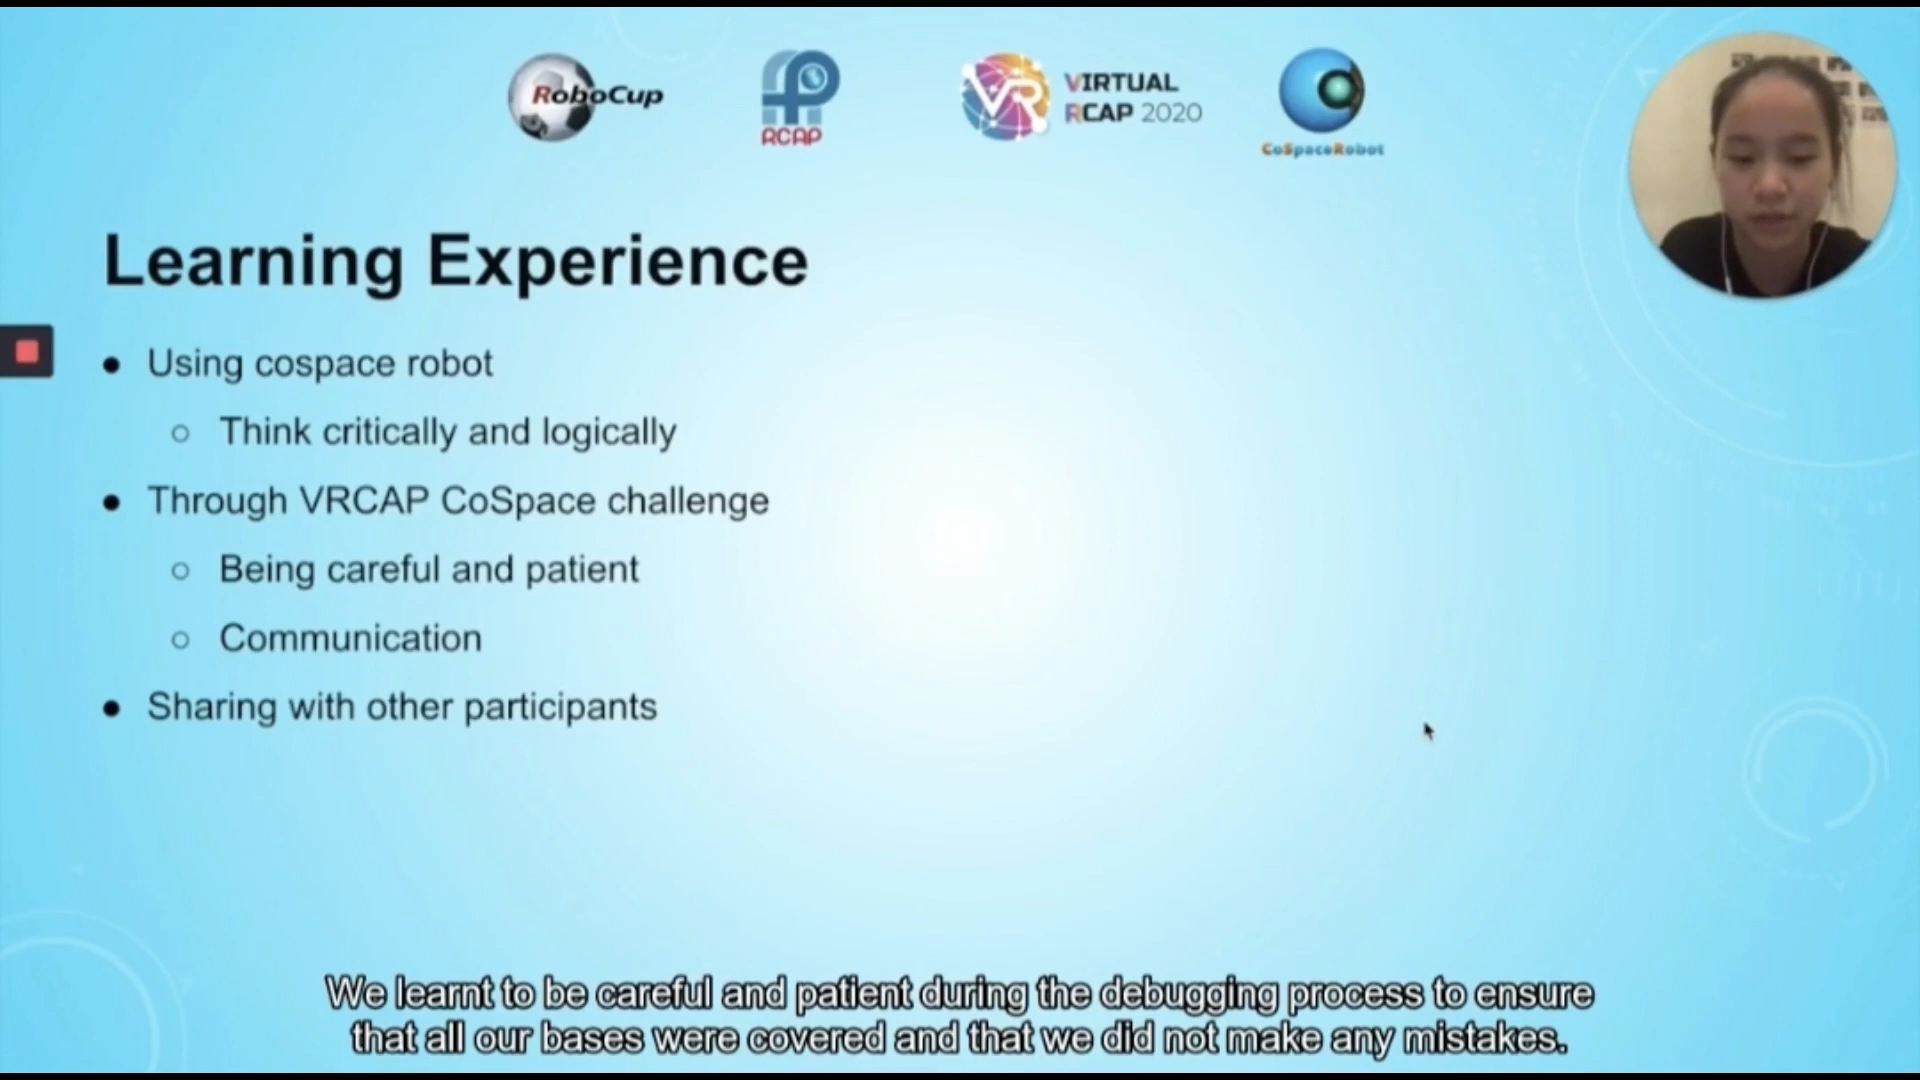 RoboCup
RCAP
VR
VIRTUAL
RCAP 2020
CoSpaceRobot
Learning Experience
● Using cospace robot
○ Think critically and logically
● Through VRCAP CoSpace challenge
○ Being careful and patient
○ Communication
● Sharing with other participants
We learnt to be careful and patient during the debugging process to ensure
that all our bases were covered and that we did not make any mistakes.